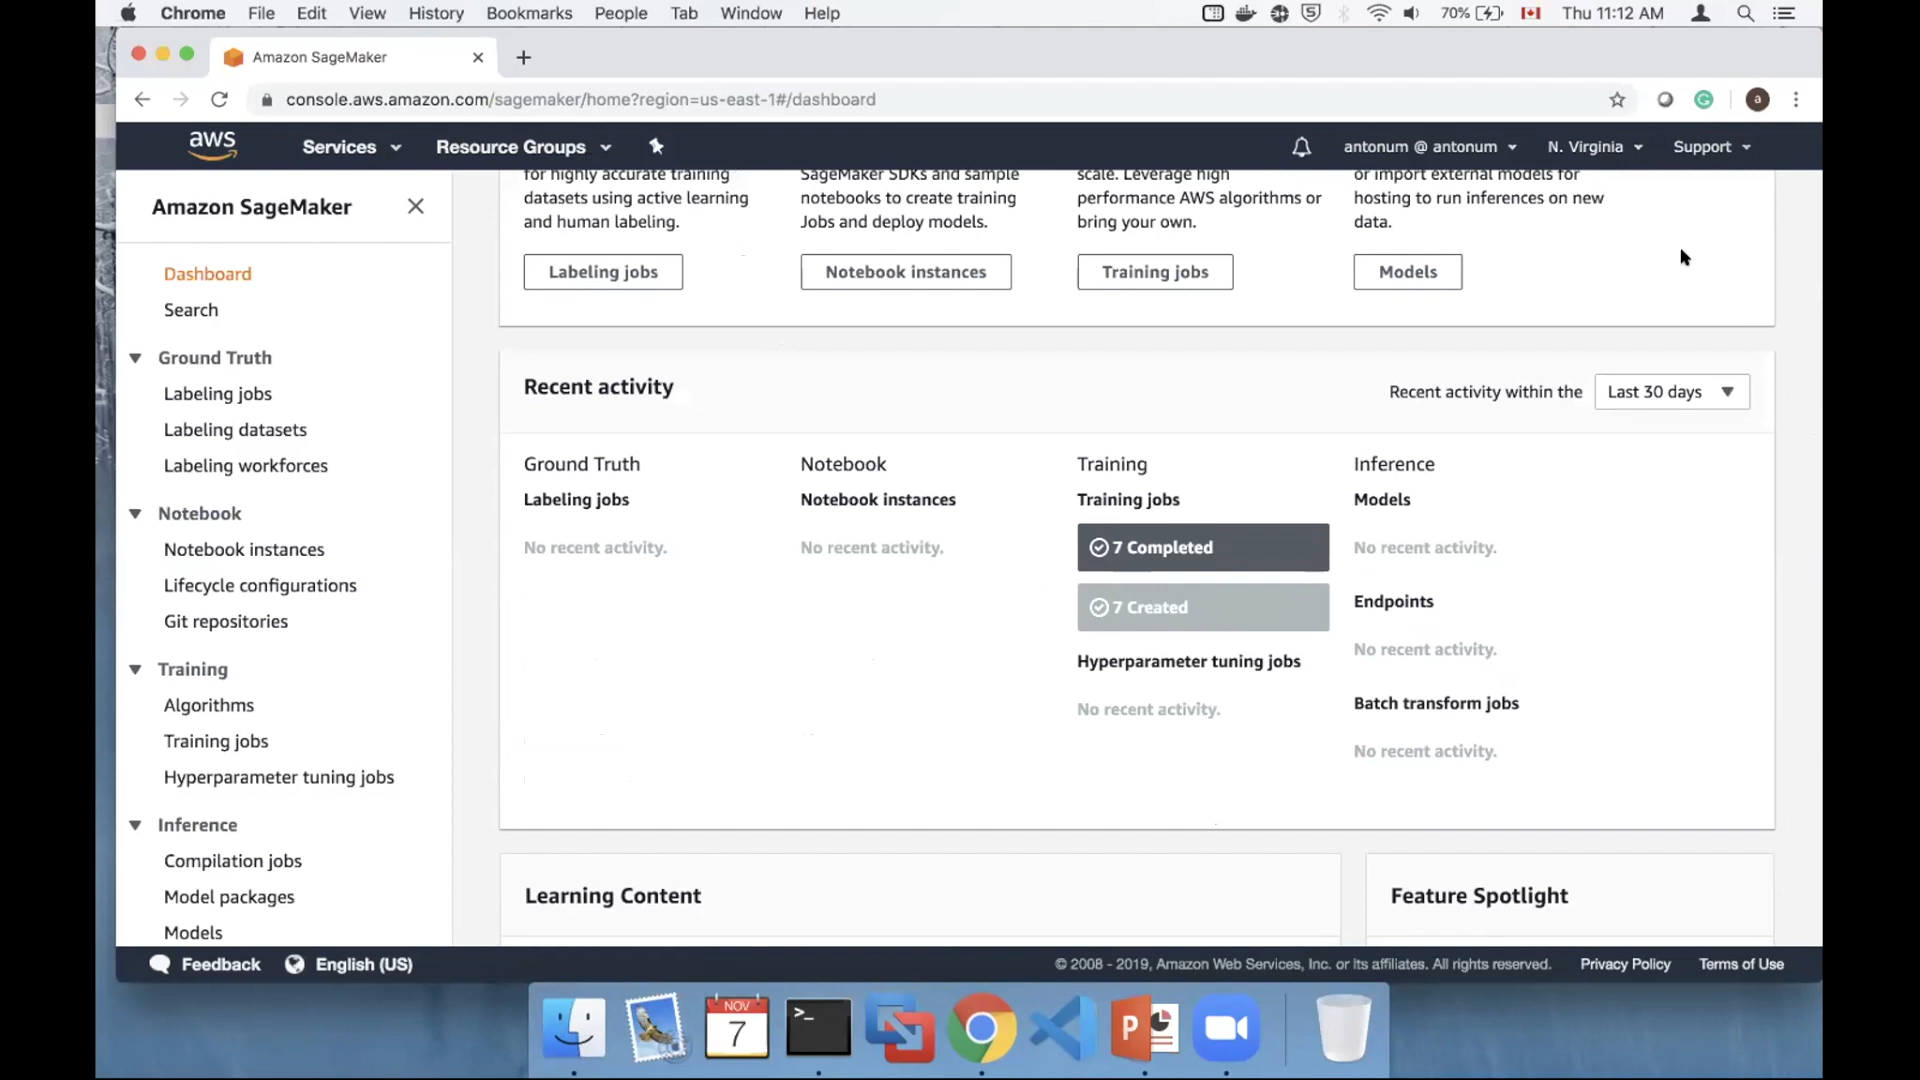 Chrome File Edit View History Bookmarks People Tab Window Help
70% Thu 11:12 AM
Amazon SageMaker
console.aws.amazon.com/sagemaker/home?region=us-east-1#/dashboard
a
aws Services Resource Groups
antonum @ antonum N. Virginia Support
Amazon SageMaker
Dashboard
Search
Ground Truth
Labeling jobs
Labeling datasets
Labeling workforces
Notebook
Notebook instances
Lifecycle configurations
Git repositories
Training
Algorithms
Training jobs
Hyperparameter tuning jobs
Inference
Compilation jobs
Model packages
Models
for highly accurate training
datasets using active learning
and human labeling.
Labeling jobs
SageMaker SDKs and sample
notebooks to create training
Jobs and deploy models.
Notebook instances
scale. Leverage high
performance AWS algorithms or
bring your own.
Training jobs
or import external models for
hosting to run inferences on new
data.
Models
Recent activity
Recent activity within the Last 30 days
Ground Truth
Labeling jobs
No recent activity.
Notebook
Notebook instances
No recent activity.
Training
Training jobs
7 Completed
7 Created
Hyperparameter tuning jobs
No recent activity.
Inference
Models
No recent activity.
Endpoints
No recent activity.
Batch transform jobs
No recent activity.
Learning Content
Feature Spotlight
Feedback English (US)
© 2008 - 2019, Amazon Web Services, Inc. or its affiliates. All rights reserved. Privacy Policy Terms of Use
NOV
7
>_
P